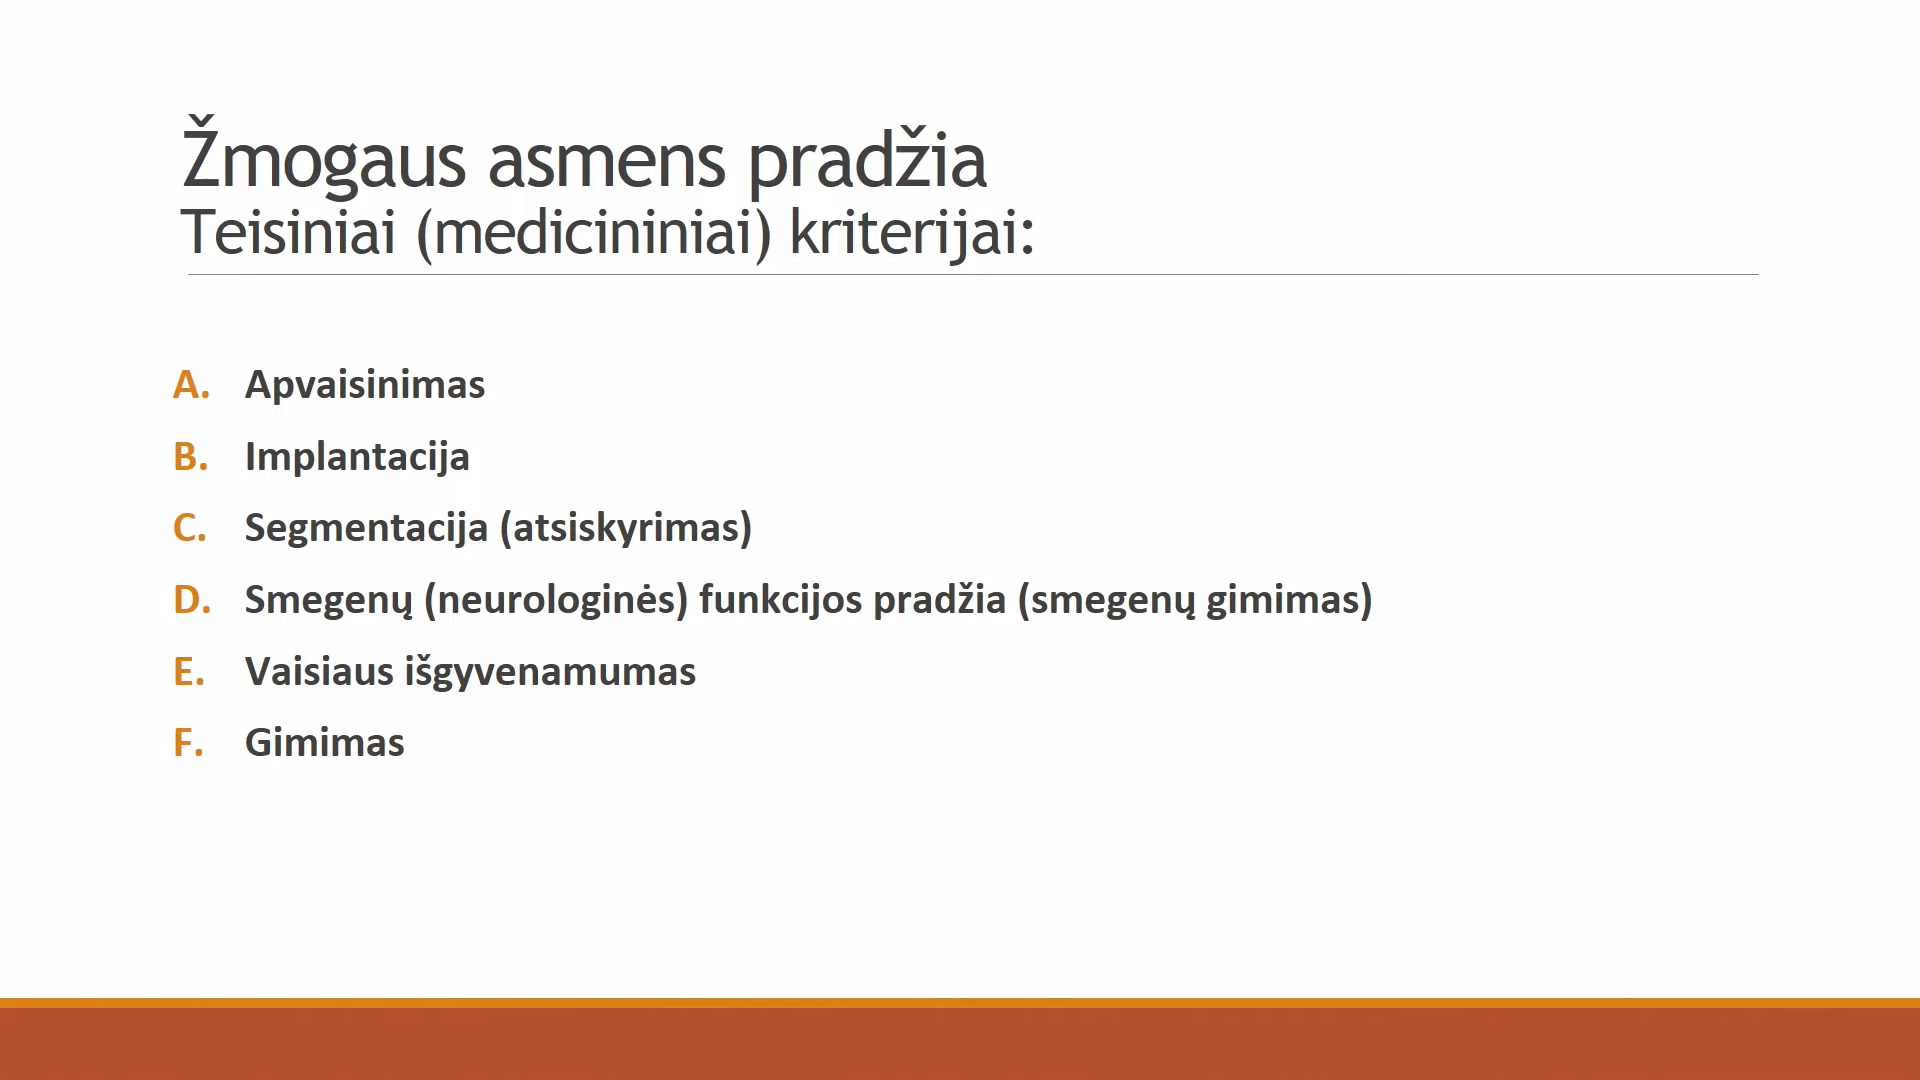 Žmogaus asmens pradžia
Teisiniai (medicininiai) kriterijai:
A. Apvaisinimas
B. Implantacija
C. Segmentacija (atsiskyrimas)
D. Smegenų (neurologinės) funkcijos pradžia (smegenų gimimas)
E. Vaisiaus išgyvenamumas
F. Gimimas